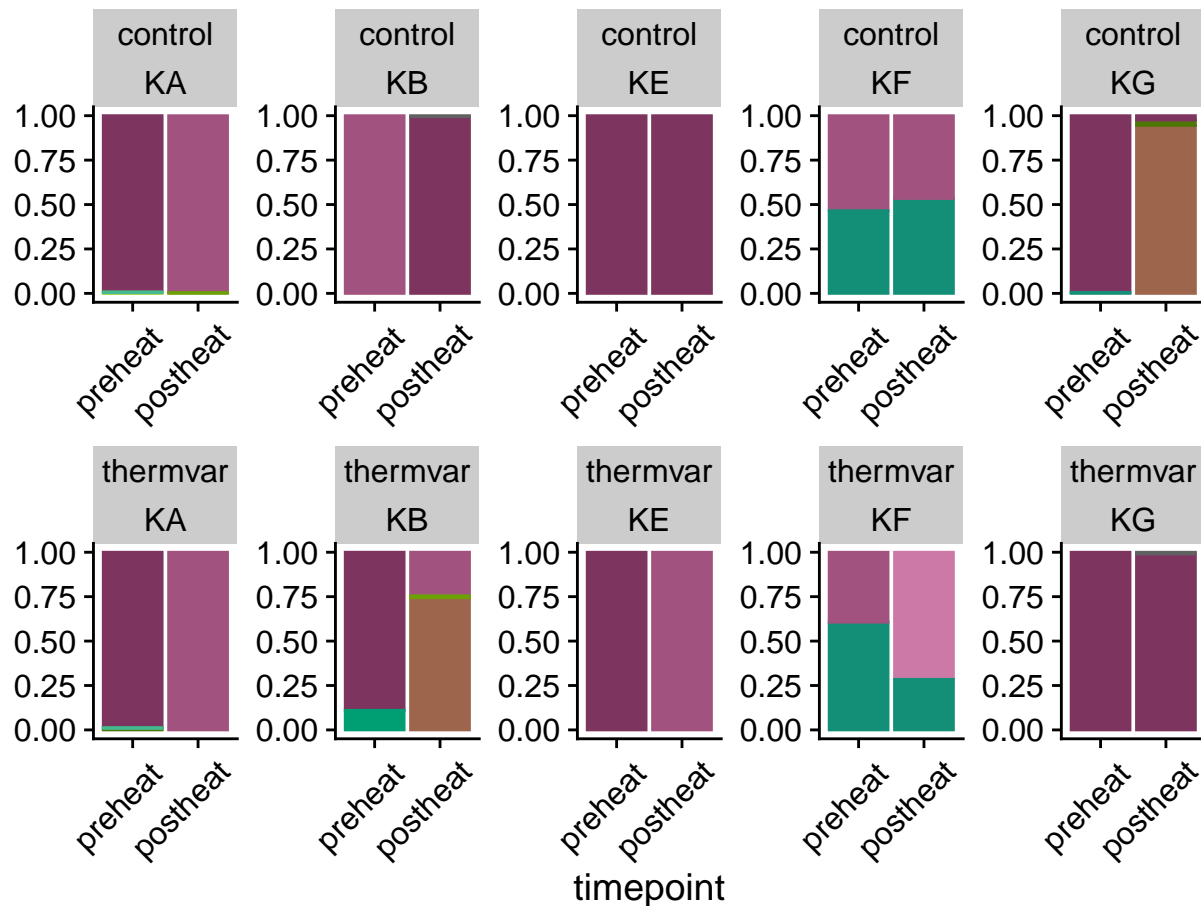 control control control control control
KA KB KE KF KG
1.00 1.00 1.00 1.00 1.00
0.75 0.75 0.75 0.75 0.75
0.50 0.50 0.50 0.50 0.50
0.25 0.25 0.25 0.25 0.25
0.00 0.00 0.00 0.00 0.00
preheat postheat preheat postheat preheat postheat preheat postheat preheat postheat
thermvar thermvar thermvar thermvar thermvar
KA KB KE KF KG
1.00 1.00 1.00 1.00 1.00
0.75 0.75 0.75 0.75 0.75
0.50 0.50 0.50 0.50 0.50
0.25 0.25 0.25 0.25 0.25
0.00 0.00 0.00 0.00 0.00
preheat postheat preheat postheat preheat postheat preheat postheat preheat postheat
timepoint